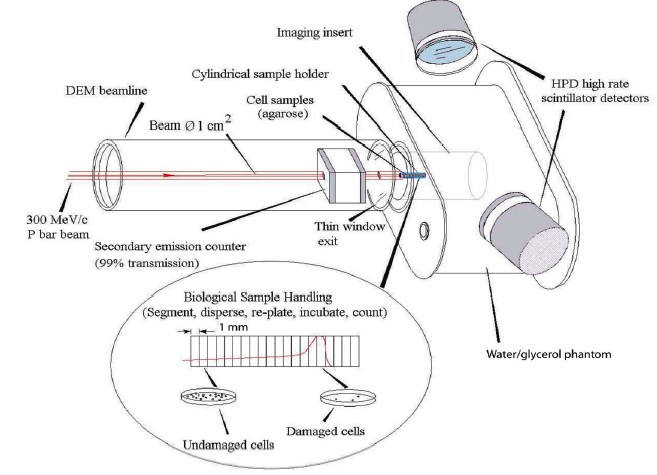 Imaging insert
Cylindrical sample holder
DEM beamline
Cell samples
(agarose)
HPD high rate
scintillator detectors
Beam Ø 1 cm²
300 MeV/c
P bar beam
Secondary emission counter
(99% transmission)
Thin window
exit
Biological Sample Handling
(Segment, disperse, re-plate, incubate, count)
1 mm
Water/glycerol phantom
Damaged cells
Undamaged cells